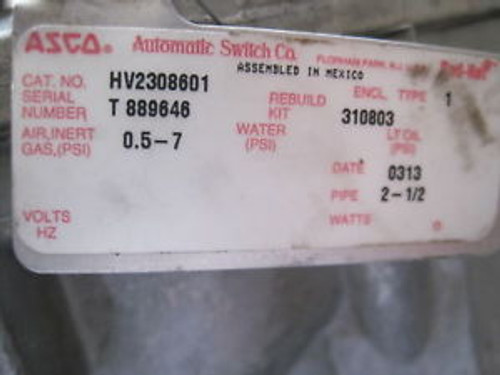 ASCO® Automatic Switch Co.
FLORHAM PARK, N.J.
ASSEMBLED IN MEXICO
CAT. NO. HV2308601 ENCL. TYPE 1
SERIAL NUMBER T 889646 REBUILD KIT 310803
AIR,INERT GAS,(PSI) 0.5-7 WATER (PSI) LT OIL (PSI)
DATE 0313
PIPE 2-1/2
VOLTS WATTS
HZ